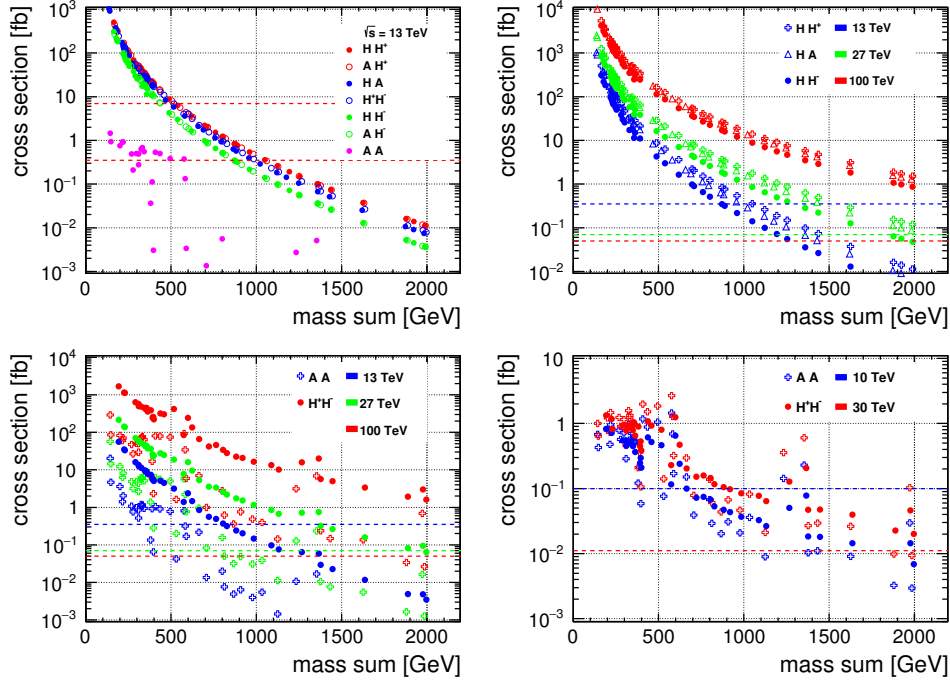 cross section [fb]
10³
10²
10
1
10⁻¹
10⁻²
10⁻³
0 500 1000 1500 2000
mass sum [GeV]
√s = 13 TeV
H H⁺
A H⁺
H A
H⁺H⁻
H H⁻
A H⁻
A A
cross section [fb]
10⁴
10³
10²
10
1
10⁻¹
10⁻²
0 500 1000 1500 2000
mass sum [GeV]
H H⁺ 13 TeV
H A 27 TeV
H H⁻ 100 TeV
cross section [fb]
10⁴
10³
10²
10
1
10⁻¹
10⁻²
10⁻³
0 500 1000 1500 2000
mass sum [GeV]
A A 13 TeV
H⁺H⁻ 27 TeV
100 TeV
cross section [fb]
10
1
10⁻¹
10⁻²
10⁻³
0 500 1000 1500 2000
mass sum [GeV]
A A 10 TeV
H⁺H⁻ 30 TeV